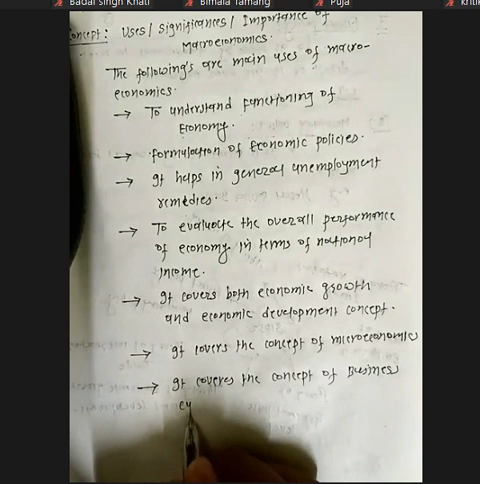 Badal Singh Khati
Bimala Tamang
Puja
kritik
oncept: Uses / Significances / Importance of
Macroeconomics.
The following's are main uses of macro-
economics.
→ To understand functioning of
Economy.
→ formulation of Economic policies.
→ It helps in general unemployment
remedies.
→ To evaluate the overall performance
of economy in terms of national
Income.
→ It covers both economic growth
and economic development concept.
→ It covers the concept of microeconomics
→ It covers the concept of Business
cy